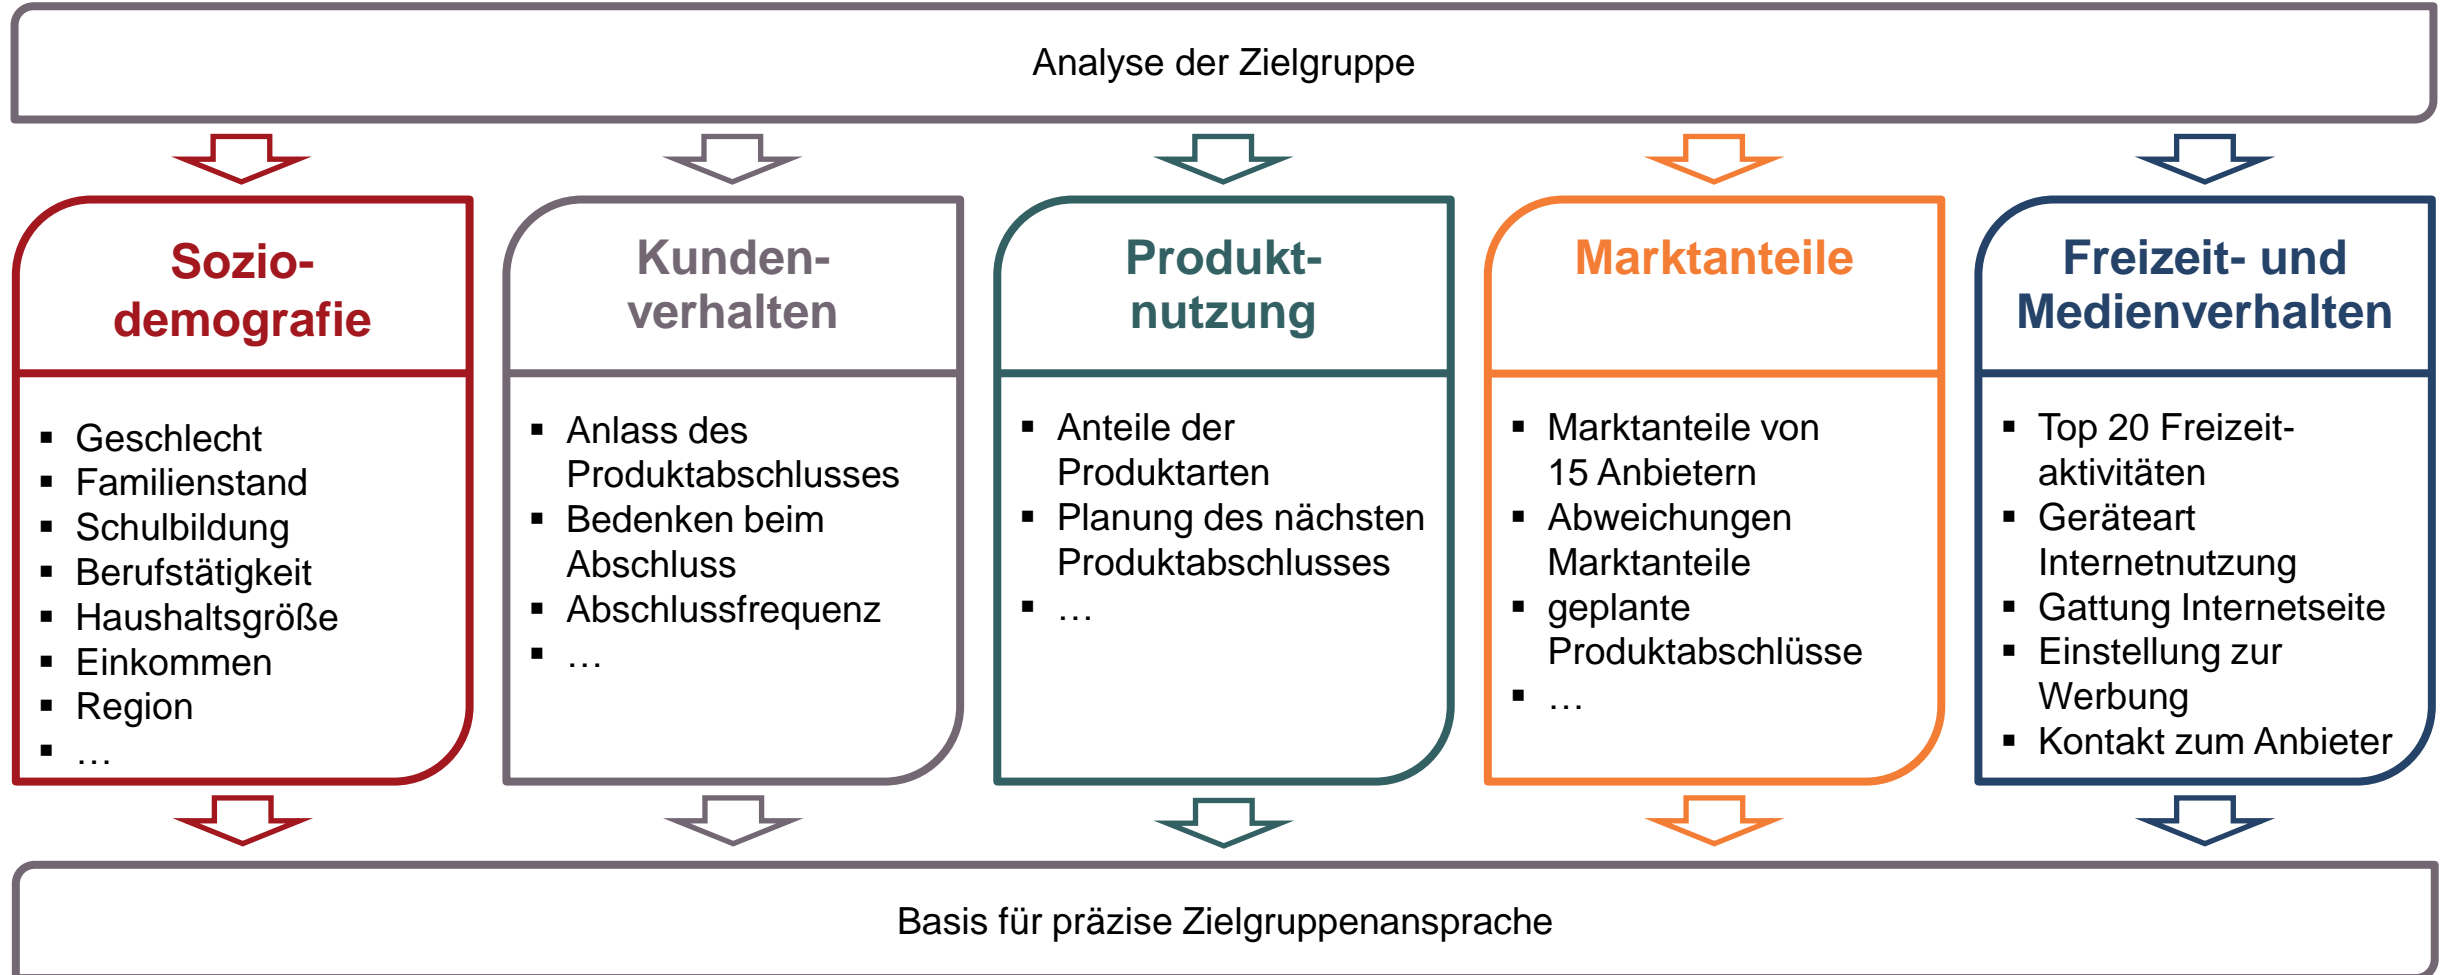 Analyse der Zielgruppe
Sozio-
demografie
▪ Geschlecht
▪ Familienstand
▪ Schulbildung
▪ Berufstätigkeit
▪ Haushaltsgröße
▪ Einkommen
▪ Region
▪ …
Kunden-
verhalten
▪ Anlass des
Produktabschlusses
▪ Bedenken beim
Abschluss
▪ Abschlussfrequenz
▪ …
Produkt-
nutzung
▪ Anteile der
Produktarten
▪ Planung des nächsten
Produktabschlusses
▪ …
Marktanteile
▪ Marktanteile von
15 Anbietern
▪ Abweichungen
Marktanteile
▪ geplante
Produktabschlüsse
▪ …
Freizeit- und
Medienverhalten
▪ Top 20 Freizeit-
aktivitäten
▪ Geräteart
Internetnutzung
▪ Gattung Internetseite
▪ Einstellung zur
Werbung
▪ Kontakt zum Anbieter
Basis für präzise Zielgruppenansprache